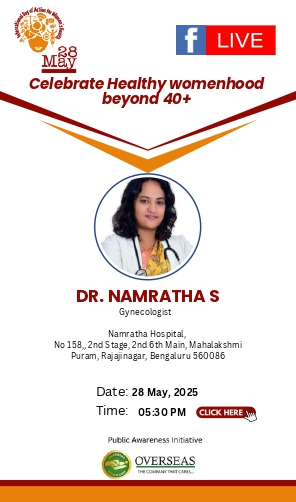 International Day of Action for Women's Health
28
May
LIVE
Celebrate Healthy womenhood
beyond 40+
DR. NAMRATHA S
Gynecologist
Namratha Hospital,
No 158,, 2nd Stage, 2nd 6th Main, Mahalakshmi
Puram, Rajajinagar, Bengaluru 560086
Date: 28 May, 2025
Time: 05:30 PM
CLICK HERE
Public Awareness Initiative
OVERSEAS
THE COMPANY THAT CARES...